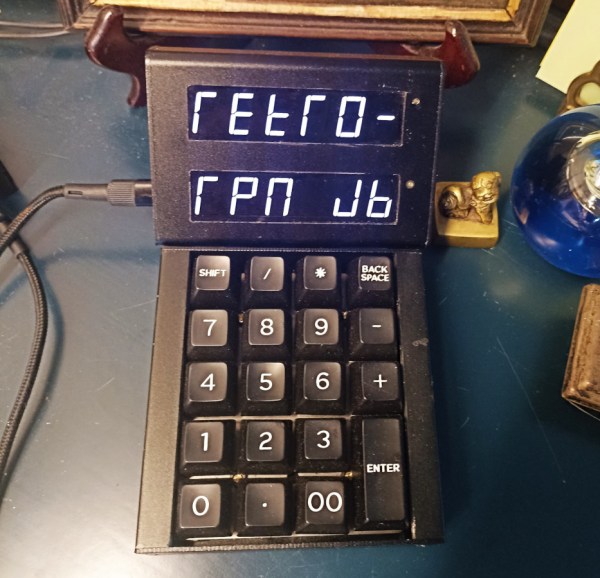 rEtrO-
rPn Jb
SHIFT / * BACK SPACE
7 8 9 -
4 5 6 +
1 2 3 ENTER
0 . 00